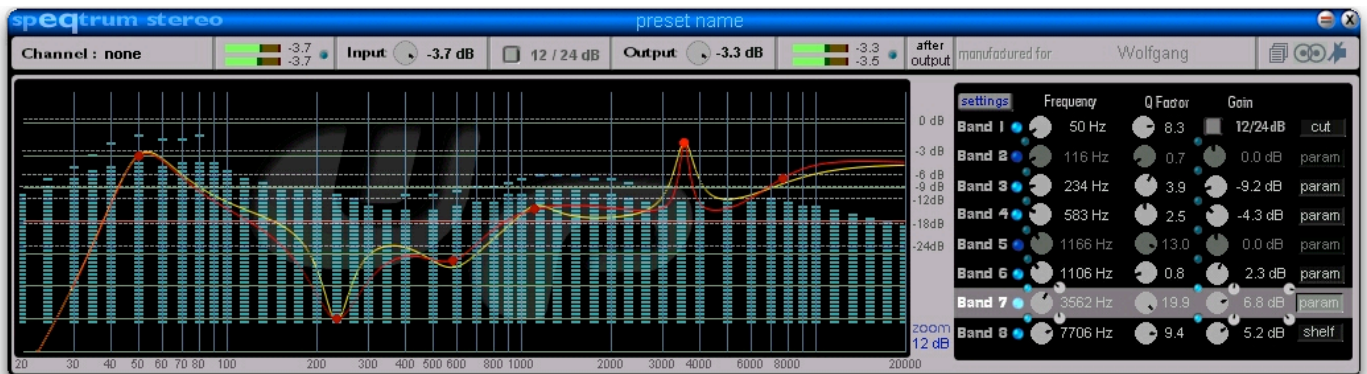 speqtrum stereo preset name
Channel : none -3.7 Input -3.7 dB 12 / 24 dB Output -3.3 dB -3.3 after manufadured for Wolfgang
-3.7 -3.5 output
settings Frequency Q Factor Gain
Band 1 50 Hz 8.3 12/24dB cut
Band 2 116 Hz 0.7 0.0 dB param
Band 3 234 Hz 3.9 -9.2 dB param
Band 4 583 Hz 2.5 -4.3 dB param
Band 5 1166 Hz 13.0 0.0 dB param
Band 6 1106 Hz 0.8 2.3 dB param
Band 7 3562 Hz 19.9 6.8 dB param
Band 8 7706 Hz 9.4 5.2 dB shelf
0 dB
-3 dB
-6 dB
-9 dB
-12dB
-18dB
-24dB
zoom
12 dB
20 30 40 50 60 70 80 100 200 300 400 500 600 800 1000 2000 3000 4000 6000 8000 20000